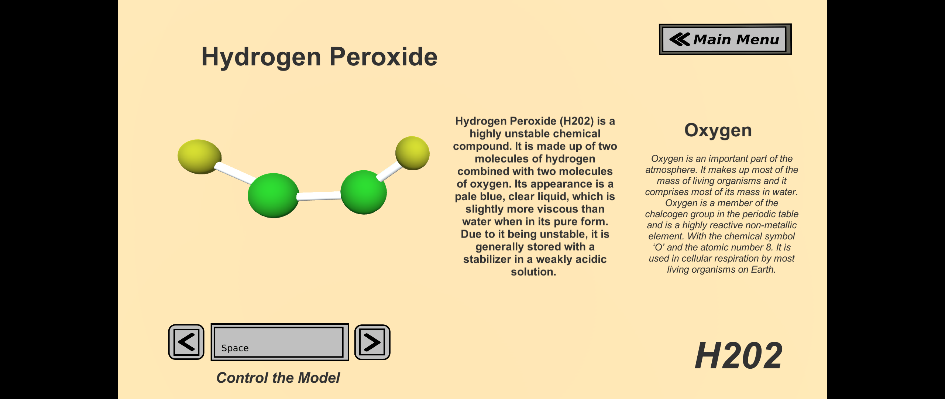 Hydrogen Peroxide
Main Menu
Hydrogen Peroxide (H202) is a
highly unstable chemical
compound. It is made up of two
molecules of hydrogen
combined with two molecules
of oxygen. Its appearance is a
pale blue, clear liquid, which is
slightly more viscous than
water when in its pure form.
Due to it being unstable, it is
generally stored with a
stabilizer in a weakly acidic
solution.
Oxygen
Oxygen is an important part of the
atmosphere. It makes up most of the
mass of living organisms and it
comprises most of its mass in water.
Oxygen is a member of the
chalcogen group in the periodic table
and is a highly reactive non-metallic
element. With the chemical symbol
'O' and the atomic number 8. It is
used in cellular respiration by most
living organisms on Earth.
<
Space
>
Control the Model
H202